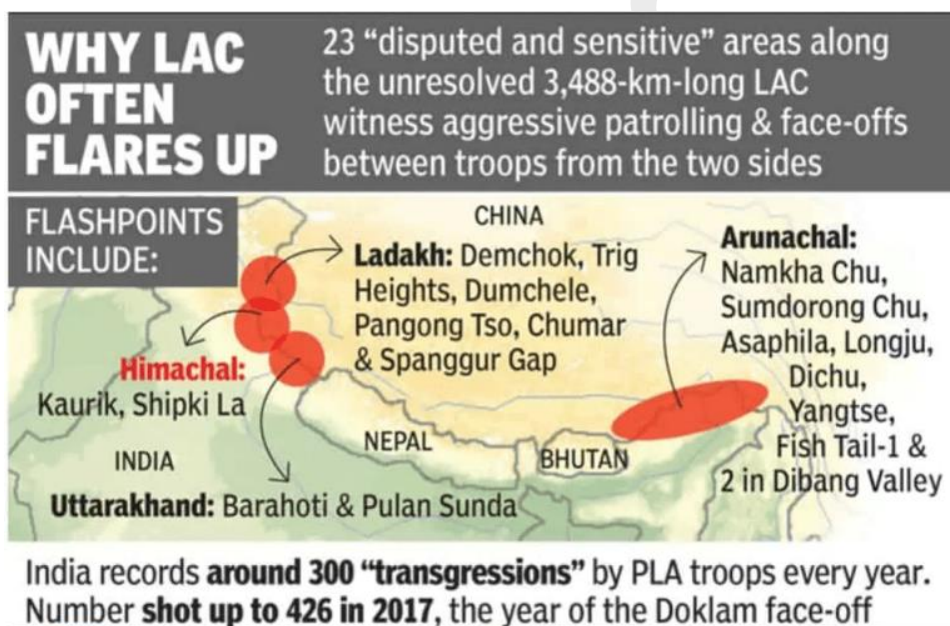 WHY LAC
OFTEN
FLARES UP
23 “disputed and sensitive” areas along
the unresolved 3,488-km-long LAC
witness aggressive patrolling & face-offs
between troops from the two sides
FLASHPOINTS
INCLUDE:
CHINA
Ladakh: Demchok, Trig
Heights, Dumchele,
Pangong Tso, Chumar
& Spanggur Gap
Arunachal:
Namkha Chu,
Sumdorong Chu,
Asaphila, Longju,
Dichu,
Yangtse,
Fish Tail-1 &
2 in Dibang Valley
Himachal:
Kaurik, Shipki La
NEPAL
BHUTAN
INDIA
Uttarakhand: Barahoti & Pulan Sunda
India records around 300 “transgressions” by PLA troops every year.
Number shot up to 426 in 2017, the year of the Doklam face-off